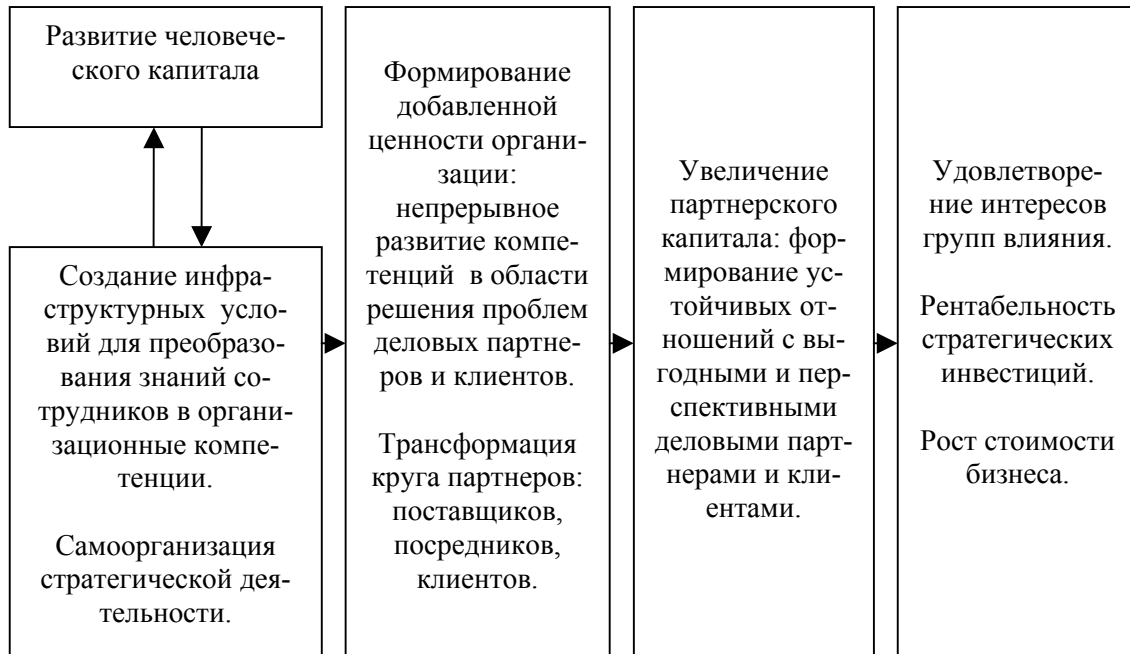 Развитие человече-
ского капитала
Создание инфра-
структурных усло-
вий для преобразо-
вания знаний со-
трудников в органи-
зационные компе-
тенции.
Самоорганизация
стратегической дея-
тельности.
Формирование
добавленной
ценности органи-
зации:
непрерывное
развитие компе-
тенций в области
решения проблем
деловых партне-
ров и клиентов.
Трансформация
круга партнеров:
поставщиков,
посредников,
клиентов.
Увеличение
партнерского
капитала: фор-
мирование ус-
тойчивых от-
ношений с вы-
годными и пер-
спективными
деловыми парт-
нерами и кли-
ентами.
Удовлетворе-
ние интересов
групп влияния.
Рентабельность
стратегических
инвестиций.
Рост стоимости
бизнеса.